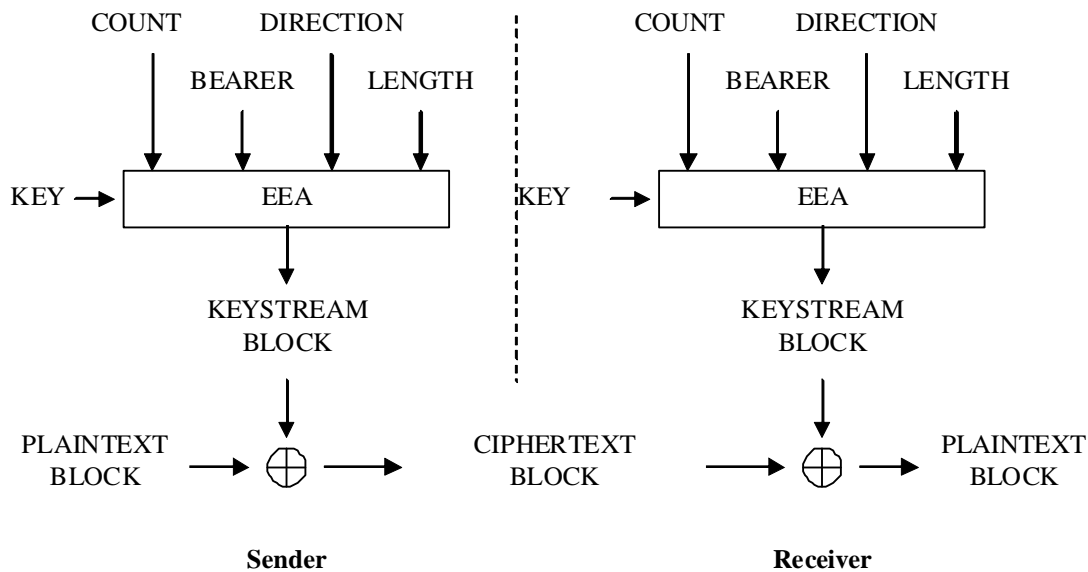 COUNT DIRECTION COUNT DIRECTION
BEARER LENGTH BEARER LENGTH
KEY EEA KEY EEA
KEYSTREAM BLOCK KEYSTREAM BLOCK
PLAINTEXT BLOCK CIPHERTEXT BLOCK PLAINTEXT BLOCK
Sender Receiver